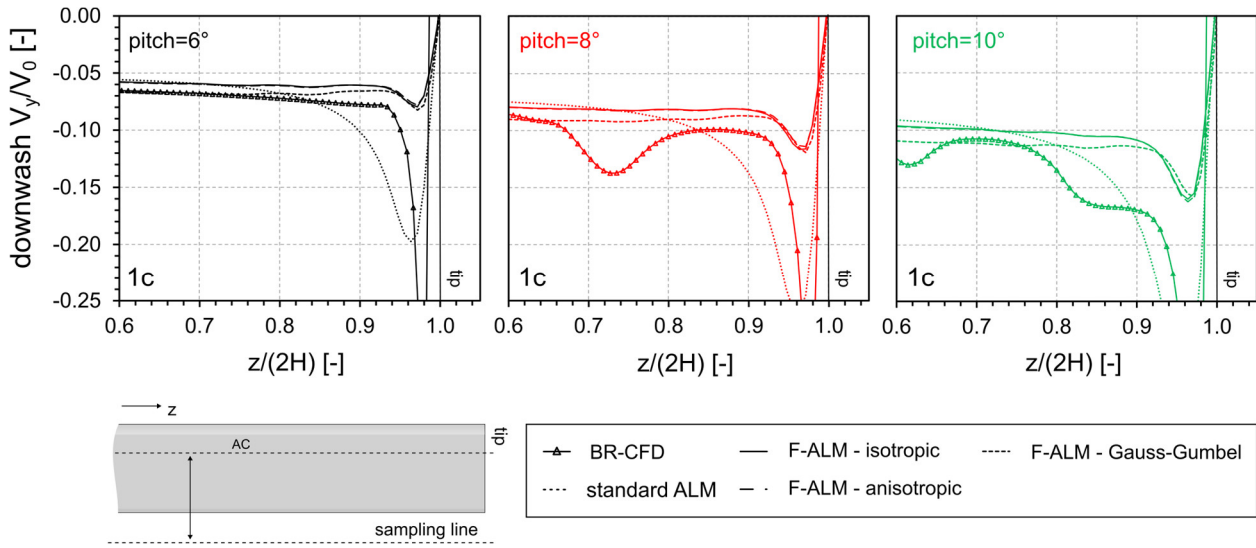 downwash Vy/V0 [-]
0.00
-0.05
-0.10
-0.15
-0.20
-0.25
pitch=6°
1c
tip
0.6 0.7 0.8 0.9 1.0
z/(2H) [-]
pitch=8°
1c
tip
0.6 0.7 0.8 0.9 1.0
z/(2H) [-]
pitch=10°
1c
tip
0.6 0.7 0.8 0.9 1.0
z/(2H) [-]
z
AC
tip
sampling line
BR-CFD
F-ALM - isotropic
F-ALM - Gauss-Gumbel
standard ALM
F-ALM - anisotropic